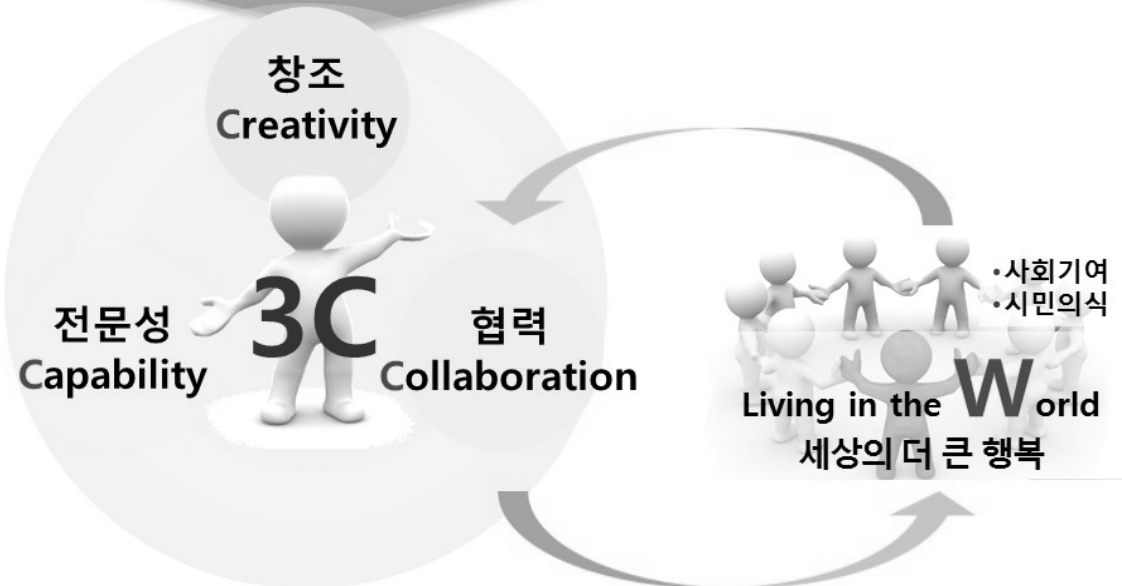 창조
Creativity
전문성
Capability
3C
협력
Collaboration
•사회기여
•시민의식
Living in the World
세상의 더 큰 행복